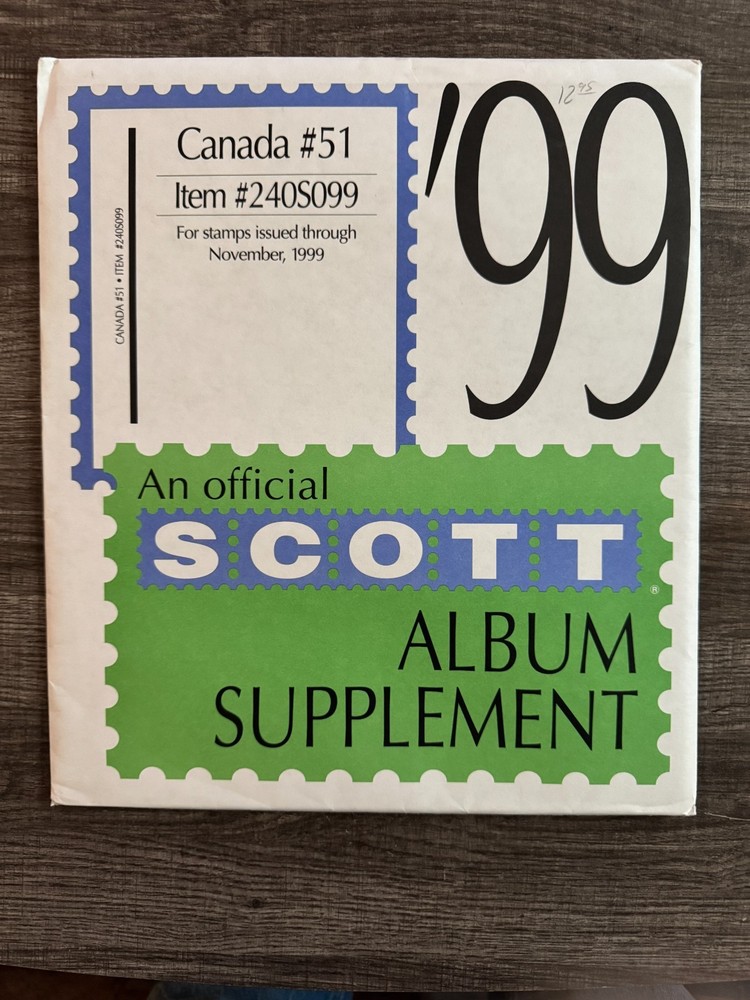 '99
12 95
Canada #51
Item #240S099
For stamps issued through
November, 1999
CANADA #51 • ITEM #240S099
An official
SCOTT
®
ALBUM
SUPPLEMENT